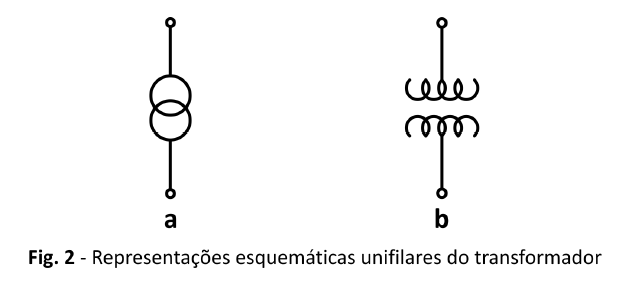 a b
Fig. 2 - Representações esquemáticas unifilares do transformador